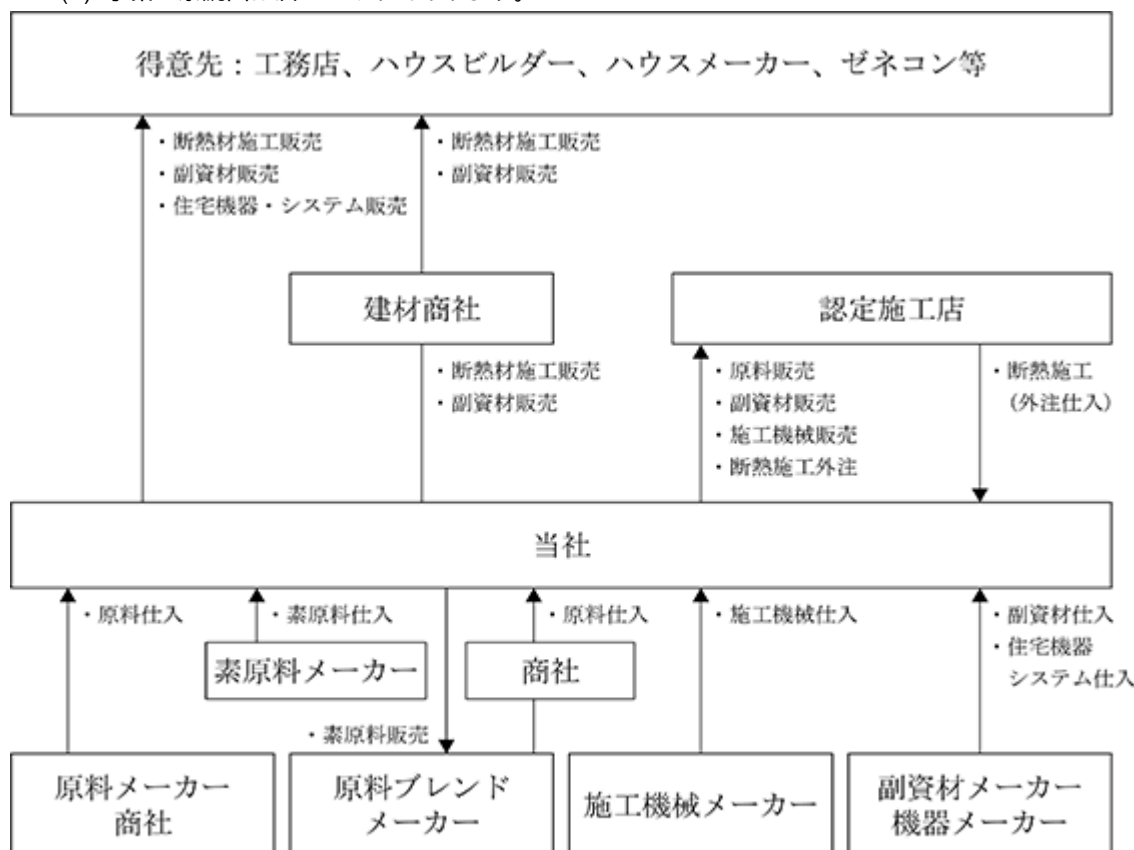 得意先：工務店、ハウスビルダー、ハウスメーカー、ゼネコン等
・断熱材施工販売
・副資材販売
・住宅機器・システム販売
・断熱材施工販売
・副資材販売
建材商社
認定施工店
・断熱材施工販売
・副資材販売
・原料販売
・副資材販売
・施工機械販売
・断熱施工外注
・断熱施工
（外注仕入）
当社
・原料仕入
・素原料仕入
・原料仕入
・施工機械仕入
・副資材仕入
・住宅機器
システム仕入
素原料メーカー
商社
・素原料販売
原料メーカー
商社
原料ブレンド
メーカー
施工機械メーカー
副資材メーカー
機器メーカー